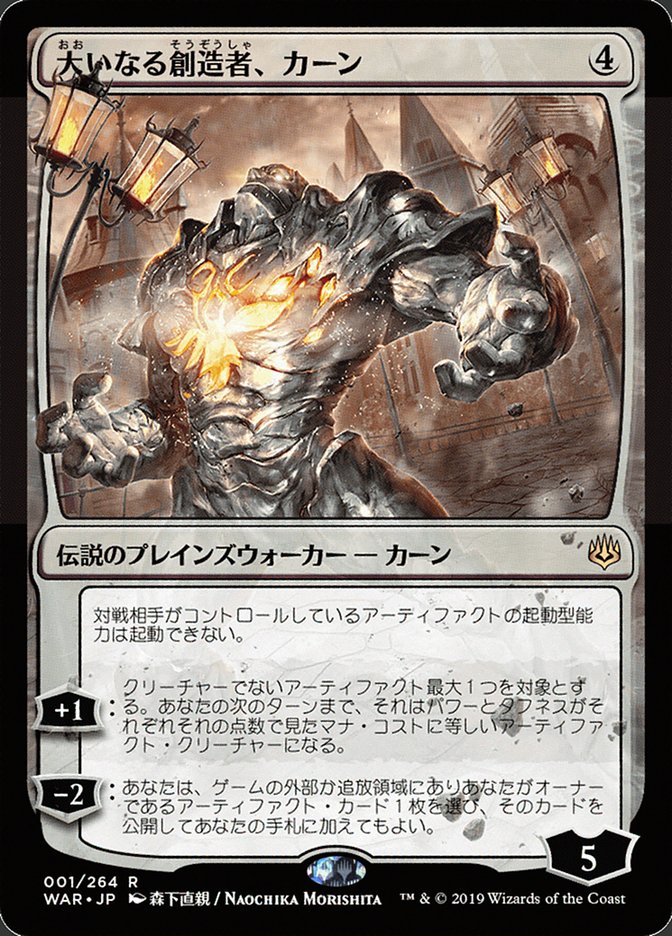 おお そうぞうしゃ
大いなる創造者、カーン 4
伝説のプレインズウォーカー — カーン
対戦相手がコントロールしているアーティファクトの起動型能
力は起動できない。
+1 : クリーチャーでないアーティファクト最大１つを対象とす
る。あなたの次のターンまで、それはパワーとタフネスがそ
れぞれそれの点数で見たマナ・コストに等しいアーティファ
クト・クリーチャーになる。
-2 : あなたは、ゲームの外部か追放領域にありあなたがオーナー
であるアーティファクト・カード１枚を選び、そのカードを
公開してあなたの手札に加えてもよい。
5
001/264 R
WAR • JP 森下直親 / NAOCHIKA MORISHITA ™ & © 2019 Wizards of the Coast